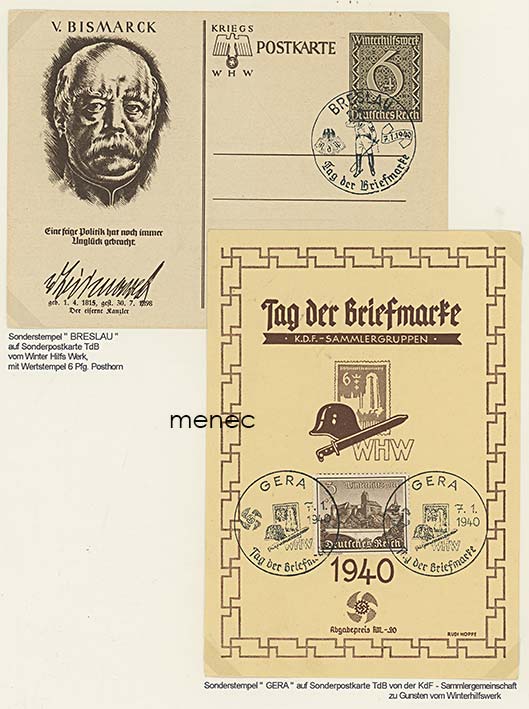 V. BISMARCK
KRIEGS
WHW
POSTKARTE
Winterhilfswerk
6
Deutsches Reich
BRESLAU
7.1.1940
Tag der Briefmarke
Eine feige Politik hat noch immer
Unglück gebracht.
geb. 1. 4. 1815, gest. 30. 7. 1898
Der eiserne Kanzler
Sonderstempel " BRESLAU "
auf Sonderpostkarte TdB
vom Winter Hilfs Werk,
mit Wertstempel 6 Pfg. Posthorn
Tag der Briefmarke
· K.D.F. - SAMMLERGRUPPEN ·
6
menec
WHW
GERA
7. 1.
1940
WHW
Tag der Briefmarke
Winterhilfswerk
Deutsches Reich
GERA
7. 1.
1940
WHW
Tag der Briefmarke
1940
Abgabepreis RM. -.20
RUDI HOPPE
Sonderstempel " GERA " auf Sonderpostkarte TdB von der KdF - Sammlergemeinschaft
zu Gunsten vom Winterhilfswerk